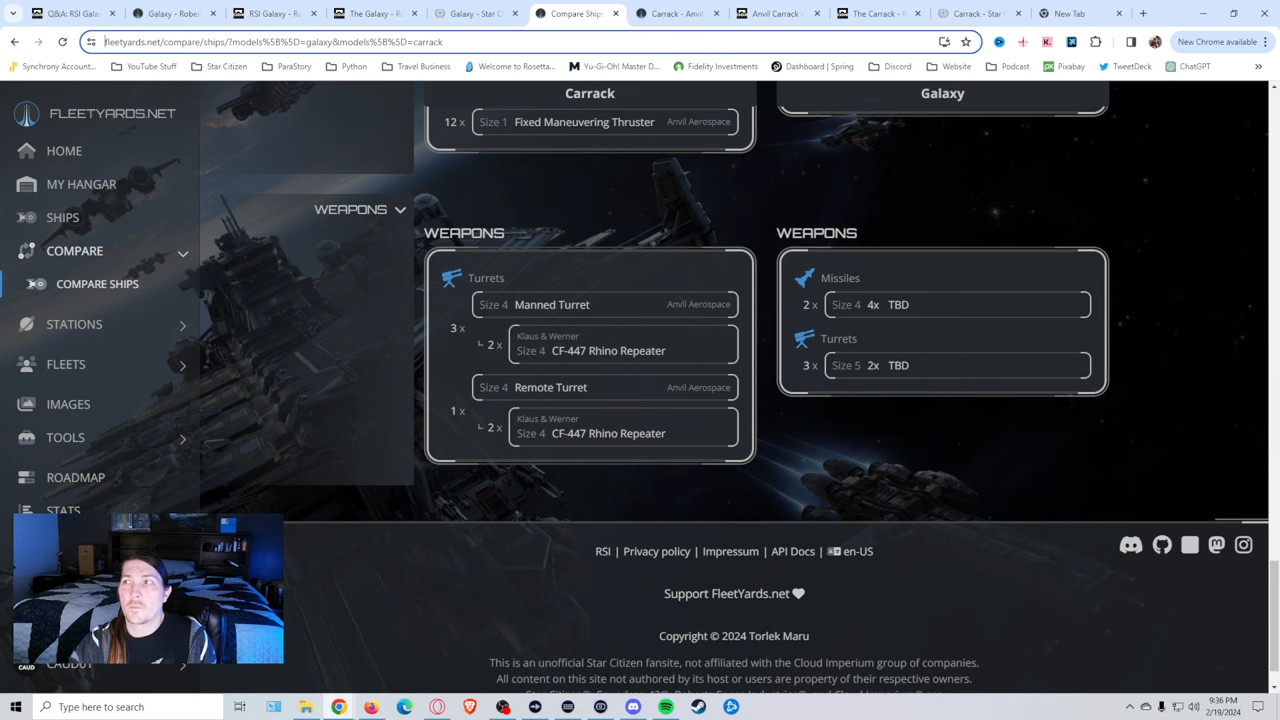 Q&A: RSI Gala
Galaxy - Rober
RSI Galaxy - Ro
The Galaxy - R
Galaxy - Star C
Compare Ships
Carrack - Anvil
Anvil Carrack -
The Carrack - R
Carrack - Star C
New Tab
fleetyards.net/compare/ships/?models%5B%5D=galaxy&models%5B%5D=carrack
New Chrome available
Synchrony Account...
YouTube Stuff
Star Citizen
ParaStory
Python
Travel Business
Welcome to Rosetta...
Yu-Gi-Oh! Master D...
Fidelity Investments
Dashboard | Spring
Discord
Website
Podcast
Pixabay
TweetDeck
ChatGPT
»
FLEETYARDS.NET
HOME
MY HANGAR
SHIPS
COMPARE
COMPARE SHIPS
STATIONS
FLEETS
IMAGES
TOOLS
ROADMAP
STATS
CAUD
WEAPONS
Carrack
12 x Size 1 Fixed Maneuvering Thruster Anvil Aerospace
WEAPONS
Turrets
Size 4 Manned Turret Anvil Aerospace
3 x
Klaus & Werner
2 x Size 4 CF-447 Rhino Repeater
Size 4 Remote Turret Anvil Aerospace
1 x
Klaus & Werner
2 x Size 4 CF-447 Rhino Repeater
Galaxy
WEAPONS
Missiles
2 x Size 4 4x TBD
Turrets
3 x Size 5 2x TBD
RSI | Privacy policy | Impressum | API Docs | en-US
Support FleetYards.net
Copyright © 2024 Torlek Maru
This is an unofficial Star Citizen fansite, not affiliated with the Cloud Imperium group of companies.
All content on this site not authored by its host or users are property of their respective owners.
Type here to search
9:36 PM
2/19/2024